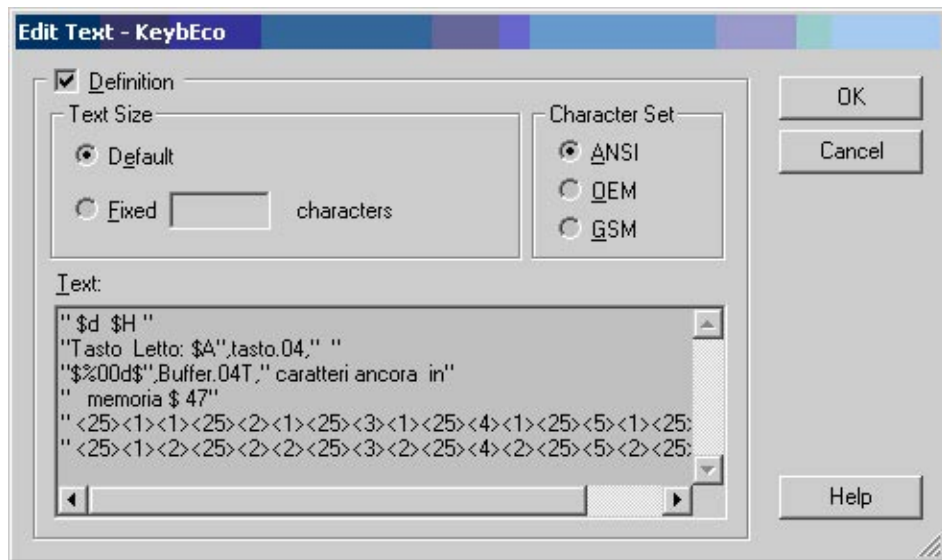 Edit Text - KeybEco
Definition
Text Size
Default
Fixed characters
Character Set
ANSI
OEM
GSM
OK
Cancel
Text:
" $d  $H "
"Tasto  Letto: $A",tasto.04,"  "
"$%00d$",Buffer.04T," caratteri ancora  in"
"   memoria $ 47"
" <25><1><1><25><2><1><25><3><1><25><4><1><25><5><1><25>
" <25><1><2><25><2><2><25><3><2><25><4><2><25><5><2><25>
Help